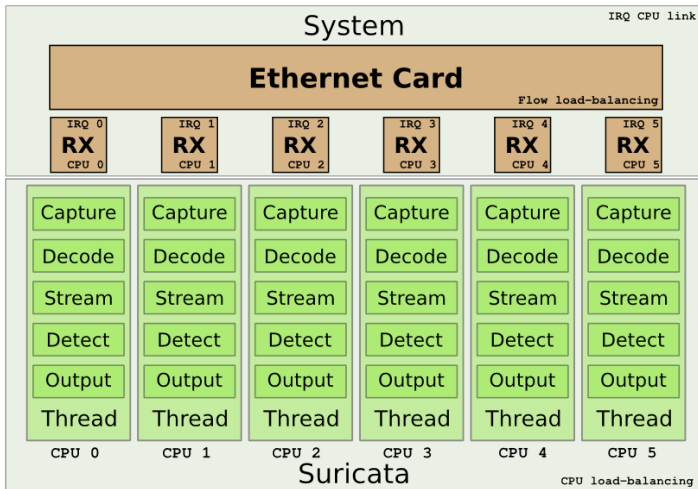 System
IRQ CPU link
Ethernet Card
Flow load-balancing
IRQ 0 IRQ 1 IRQ 2 IRQ 3 IRQ 4 IRQ 5
RX RX RX RX RX RX
CPU 0 CPU 1 CPU 2 CPU 3 CPU 4 CPU 5
Capture Capture Capture Capture Capture Capture
Decode Decode Decode Decode Decode Decode
Stream Stream Stream Stream Stream Stream
Detect Detect Detect Detect Detect Detect
Output Output Output Output Output Output
Thread Thread Thread Thread Thread Thread
CPU 0 CPU 1 CPU 2 CPU 3 CPU 4 CPU 5
Suricata
CPU load-balancing